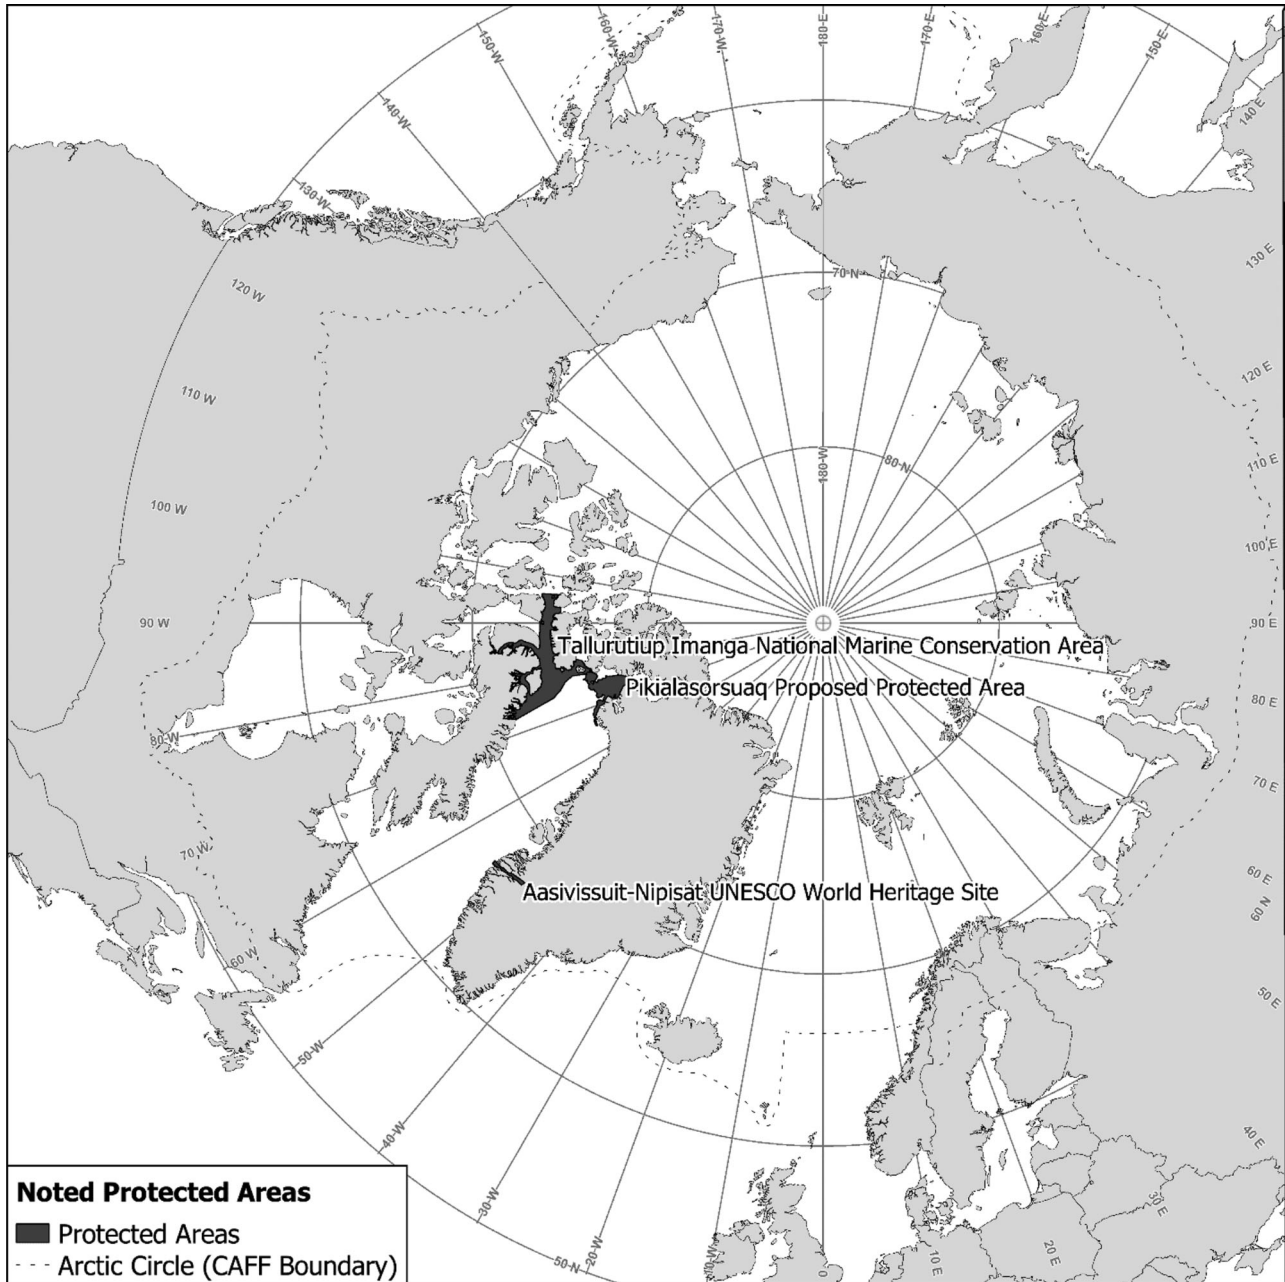 160-W
170-W
180-E
170-E
160-E
150-W
150-E
140-W
140 E
130-W
130 E
120 W
70 N
120 E
110 W
180-W
80-N
110 E
100 W
100 E
90 W
90 E
Tallurutiup Imanga National Marine Conservation Area
Pikialasorsuaq Proposed Protected Area
80 E
80-W
70 E
70 W
60 E
Aasivissuit-Nipisat UNESCO World Heritage Site
60 N
60-W
50 E
50-W
40-W
40 E
30-W
30 E
20-W
20 E
10 E
50-N
0
Noted Protected Areas
Protected Areas
Arctic Circle (CAFF Boundary)